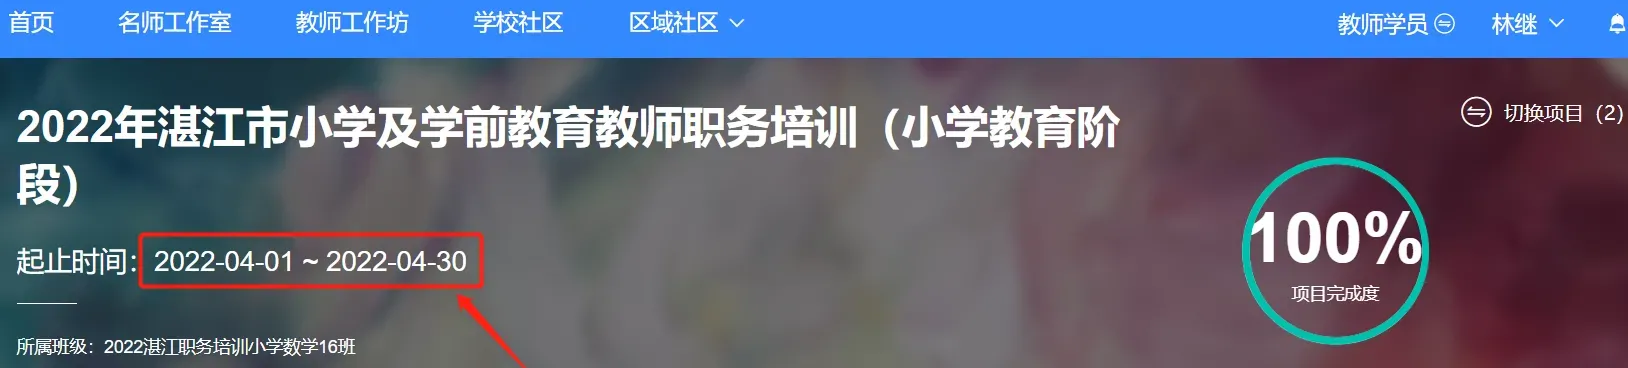 首页 名师工作室 教师工作坊 学校社区 区域社区 教师学员 林继
2022年湛江市小学及学前教育教师职务培训（小学教育阶
段）
切换项目（2）
起止时间：2022-04-01 ~ 2022-04-30
100%
项目完成度
所属班级：2022湛江职务培训小学数学16班